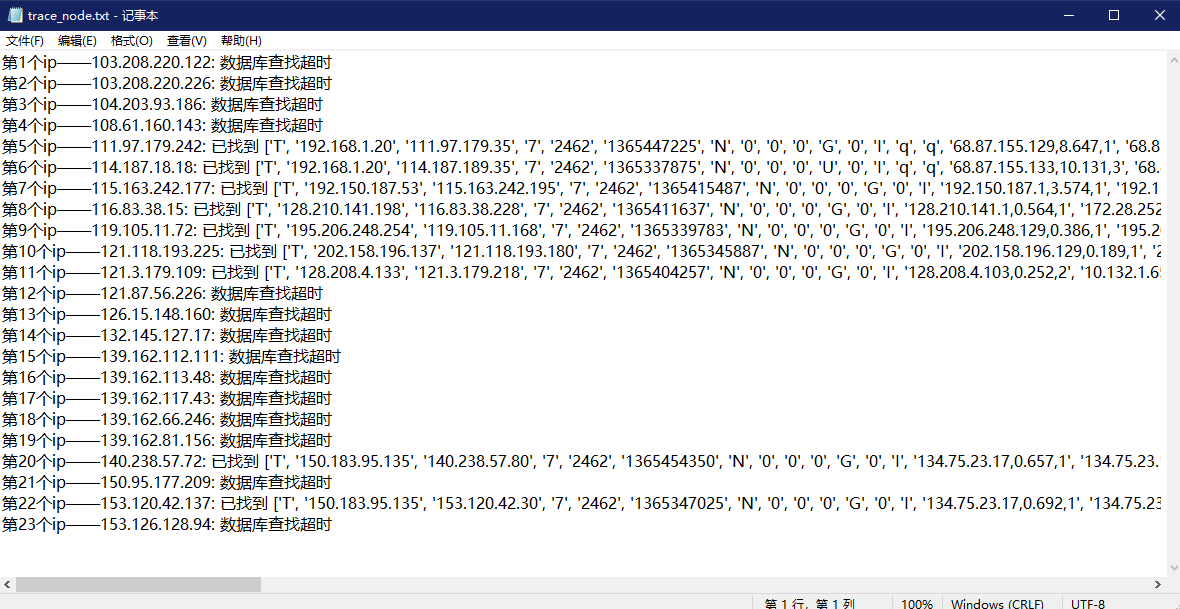 trace_node.txt - 记事本
文件(F) 编辑(E) 格式(O) 查看(V) 帮助(H)
第1个ip——103.208.220.122: 数据库查找超时
第2个ip——103.208.220.226: 数据库查找超时
第3个ip——104.203.93.186: 数据库查找超时
第4个ip——108.61.160.143: 数据库查找超时
第5个ip——111.97.179.242: 已找到 ['T', '192.168.1.20', '111.97.179.35', '7', '2462', '1365447225', 'N', '0', '0', '0', 'G', '0', 'I', 'q', 'q', '68.87.155.129,8.647,1', '68.8
第6个ip——114.187.18.18: 已找到 ['T', '192.168.1.20', '114.187.189.35', '7', '2462', '1365337875', 'N', '0', '0', '0', 'U', '0', 'I', 'q', 'q', '68.87.155.133,10.131,3', '68.
第7个ip——115.163.242.177: 已找到 ['T', '192.150.187.53', '115.163.242.195', '7', '2462', '1365415487', 'N', '0', '0', '0', 'G', '0', 'I', '192.150.187.1,3.574,1', '192.1
第8个ip——116.83.38.15: 已找到 ['T', '128.210.141.198', '116.83.38.228', '7', '2462', '1365411637', 'N', '0', '0', '0', 'G', '0', 'I', '128.210.141.1,0.564,1', '172.28.252
第9个ip——119.105.11.72: 已找到 ['T', '195.206.248.254', '119.105.11.168', '7', '2462', '1365339783', 'N', '0', '0', '0', 'G', '0', 'I', '195.206.248.129,0.386,1', '195.20
第10个ip——121.118.193.225: 已找到 ['T', '202.158.196.137', '121.118.193.180', '7', '2462', '1365345887', 'N', '0', '0', '0', 'G', '0', 'I', '202.158.196.129,0.189,1', '2
第11个ip——121.3.179.109: 已找到 ['T', '128.208.4.133', '121.3.179.218', '7', '2462', '1365404257', 'N', '0', '0', '0', 'G', '0', 'I', '128.208.4.103,0.252,2', '10.132.1.65
第12个ip——121.87.56.226: 数据库查找超时
第13个ip——126.15.148.160: 数据库查找超时
第14个ip——132.145.127.17: 数据库查找超时
第15个ip——139.162.112.111: 数据库查找超时
第16个ip——139.162.113.48: 数据库查找超时
第17个ip——139.162.117.43: 数据库查找超时
第18个ip——139.162.66.246: 数据库查找超时
第19个ip——139.162.81.156: 数据库查找超时
第20个ip——140.238.57.72: 已找到 ['T', '150.183.95.135', '140.238.57.80', '7', '2462', '1365454350', 'N', '0', '0', '0', 'G', '0', 'I', '134.75.23.17,0.657,1', '134.75.23.
第21个ip——150.95.177.209: 数据库查找超时
第22个ip——153.120.42.137: 已找到 ['T', '150.183.95.135', '153.120.42.30', '7', '2462', '1365347025', 'N', '0', '0', '0', 'G', '0', 'I', '134.75.23.17,0.692,1', '134.75.23
第23个ip——153.126.128.94: 数据库查找超时
第 1 行，第 1 列 100% Windows (CRLF) UTF-8